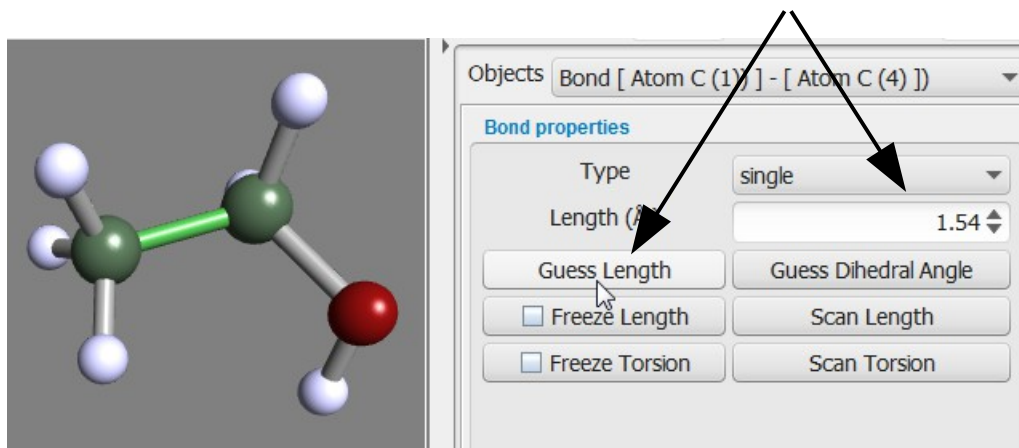 Objects Bond [ Atom C (1)) ] - [ Atom C (4) ])
Bond properties
Type single
Length (Å 1.54
Guess Length Guess Dihedral Angle
Freeze Length Scan Length
Freeze Torsion Scan Torsion